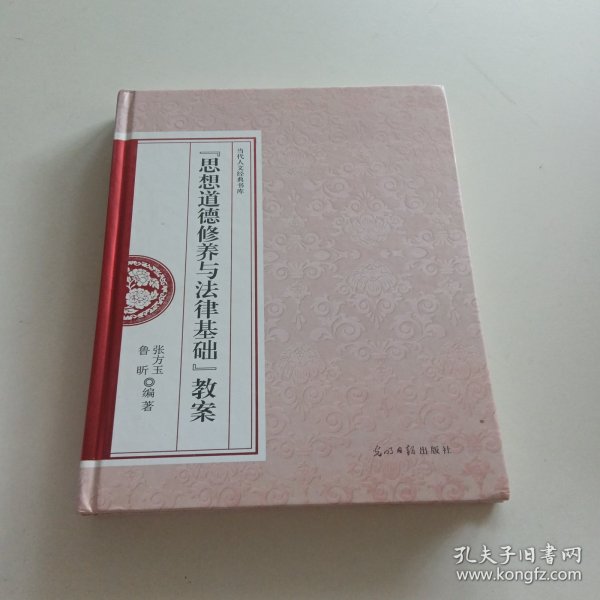 当代人文经典书库
『思想道德修养与法律基础』教案
张方玉
鲁昕◎编著
光明日报出版社
孔夫子旧书网
www.kongfz.com